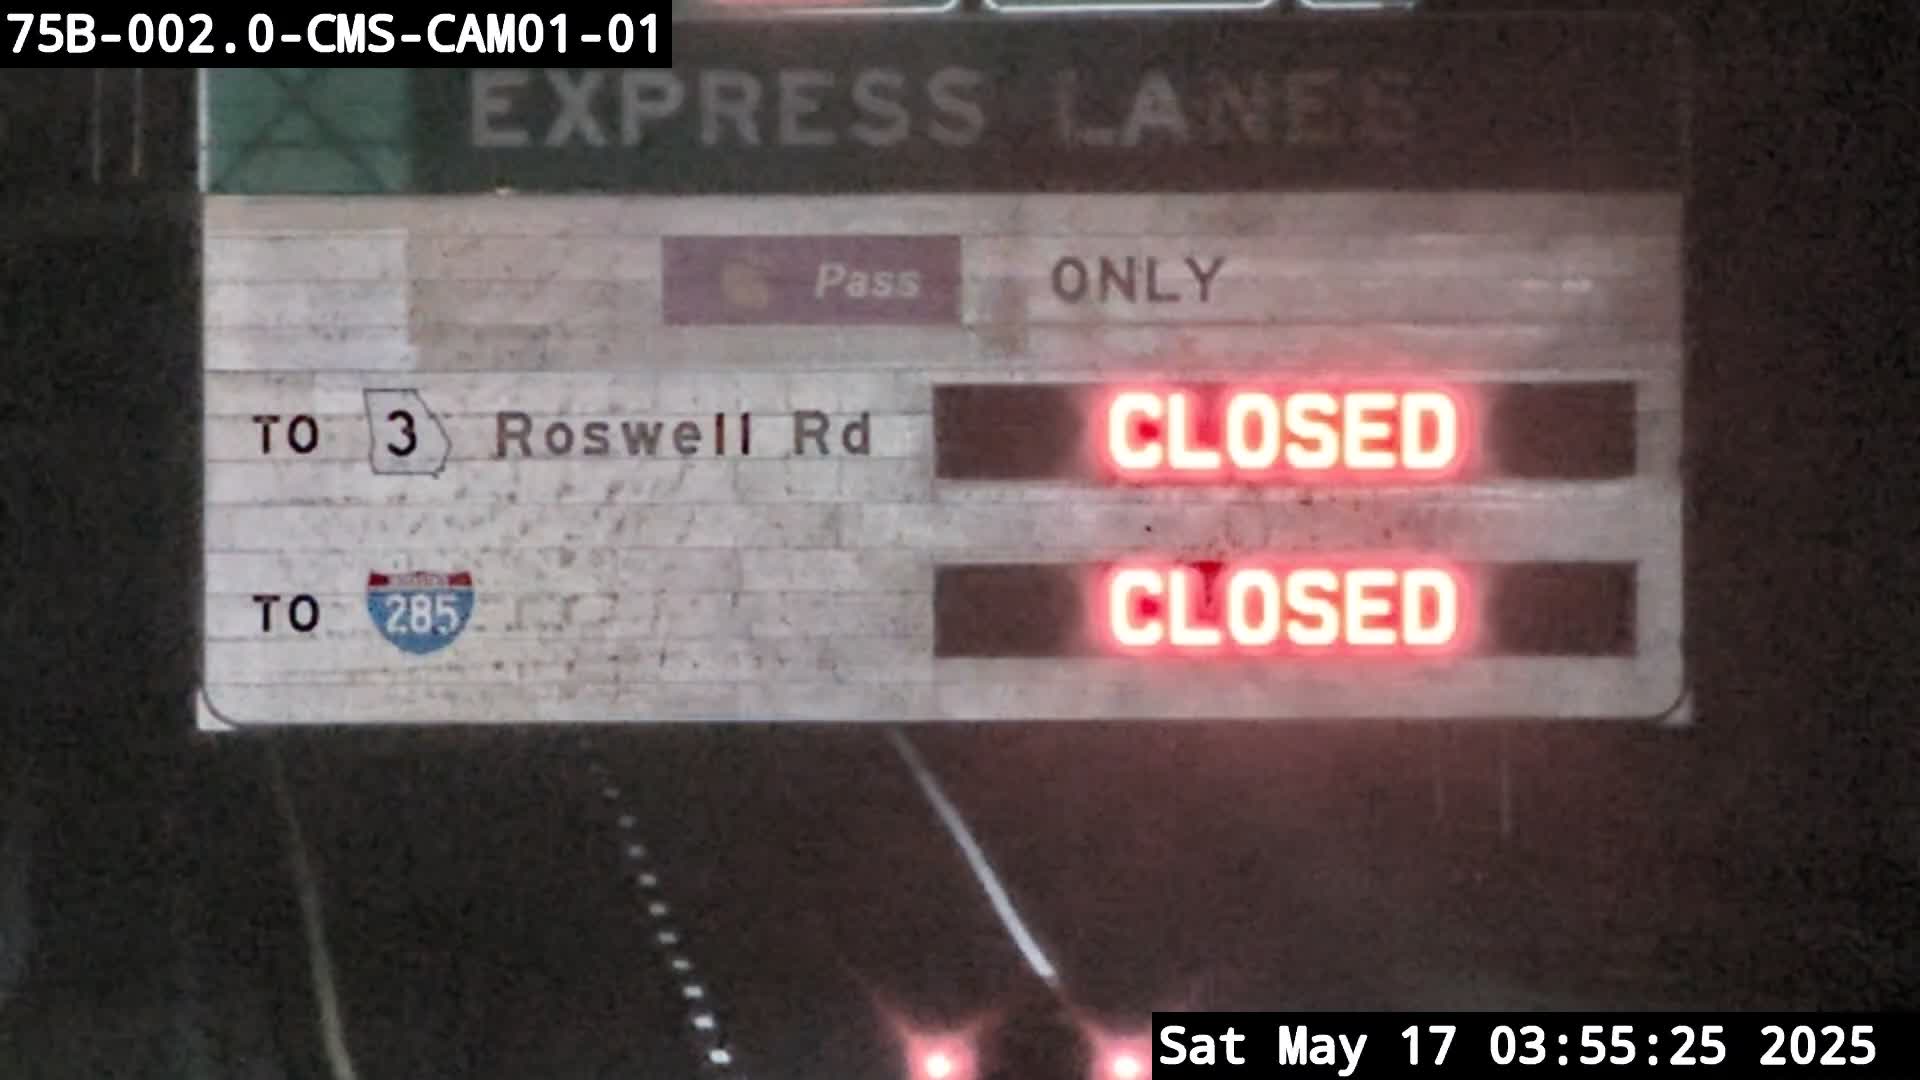 75B-002.0-CMS-CAM01-01
EXPRESS LANES
Pass ONLY
TO 3 Roswell Rd CLOSED
TO 285 CLOSED
Sat May 17 03:55:25 2025